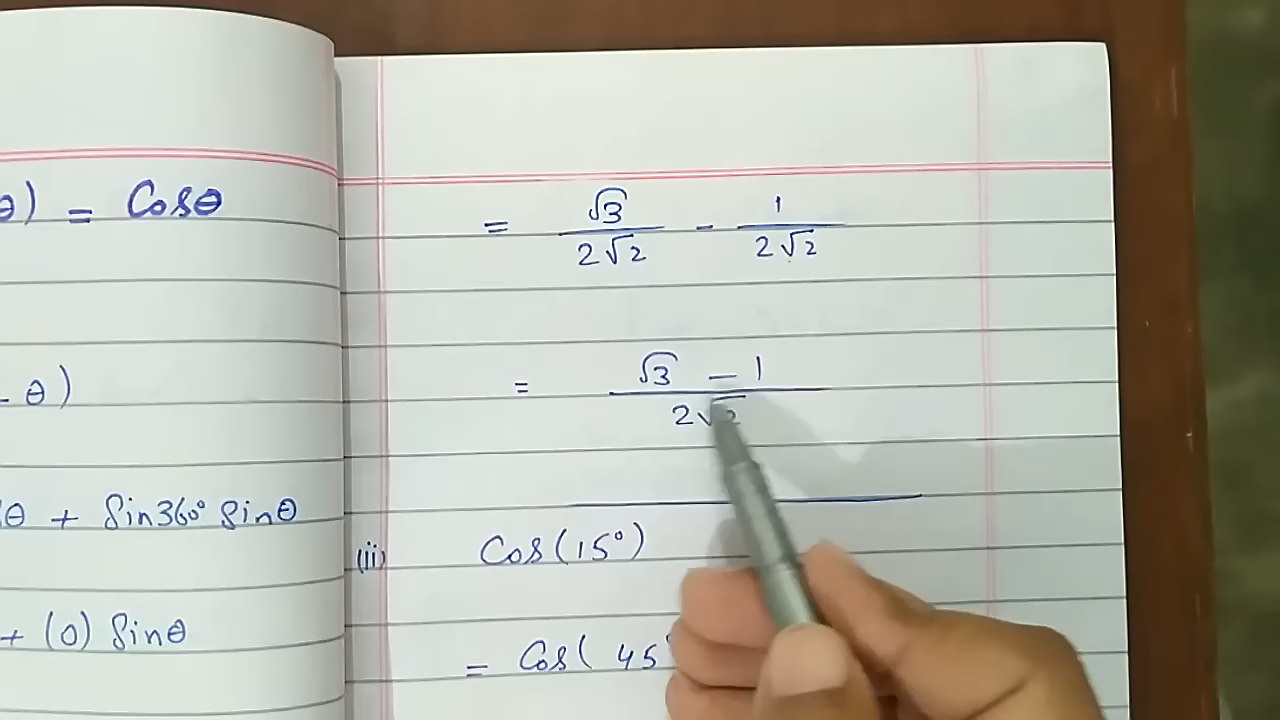 θ) = Cosθ
- θ)
θ + Sin360° Sinθ
+ (0) Sinθ
= √3/2√2 - 1/2√2
= √3 - 1/2√2
(ii) Cos(15°)
= Cos( 45°